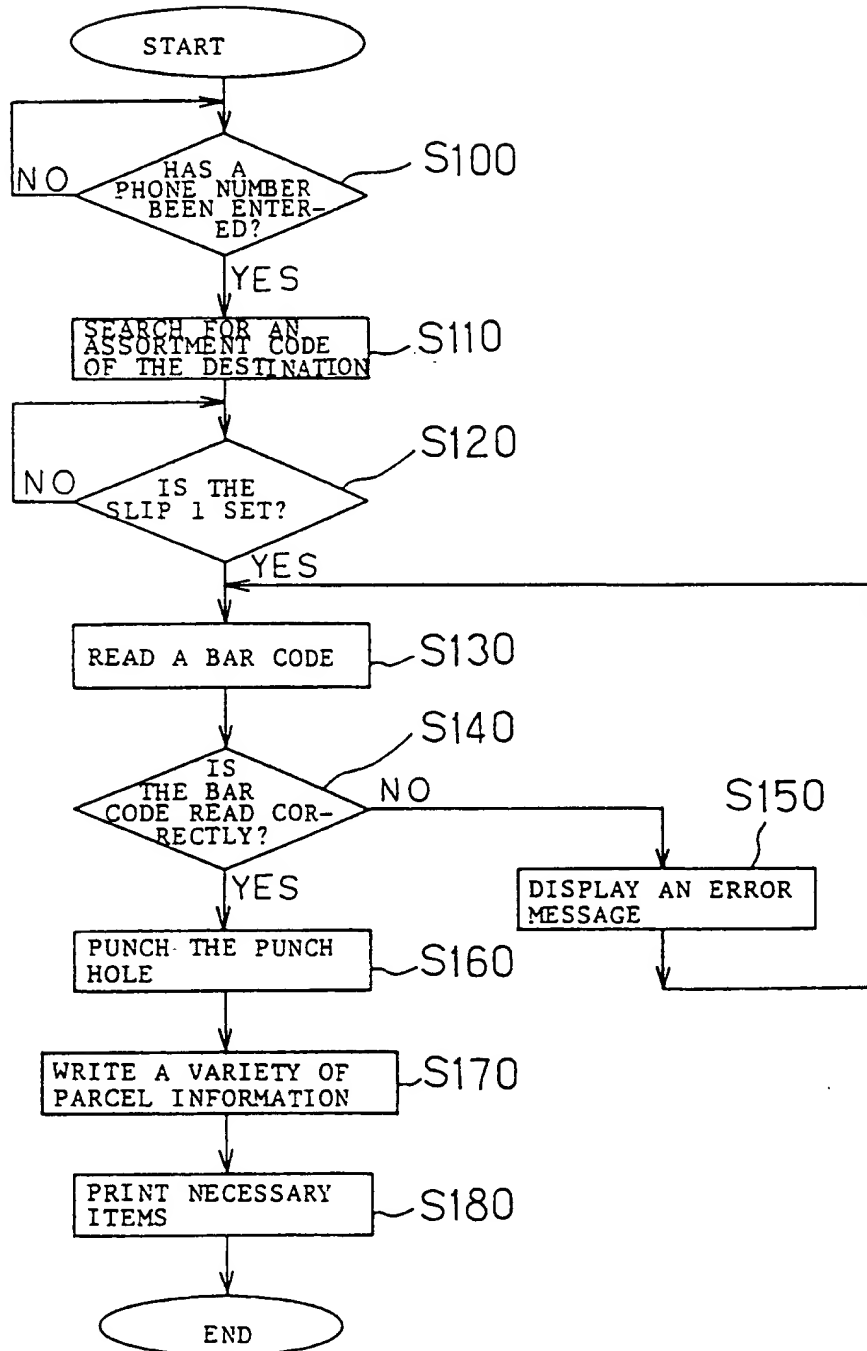 START
HAS A
PHONE NUMBER
BEEN ENTER-
ED?
NO
S100
YES
SEARCH FOR AN
ASSORTMENT CODE
OF THE DESTINATION
S110
S120
NO
IS THE
SLIP 1 SET?
YES
READ A BAR CODE
S130
S140
IS
THE BAR
CODE READ COR-
RECTLY?
NO
S150
YES
DISPLAY AN ERROR
MESSAGE
PUNCH THE PUNCH
HOLE
S160
WRITE A VARIETY OF
PARCEL INFORMATION
S170
PRINT NECESSARY
ITEMS
S180
END